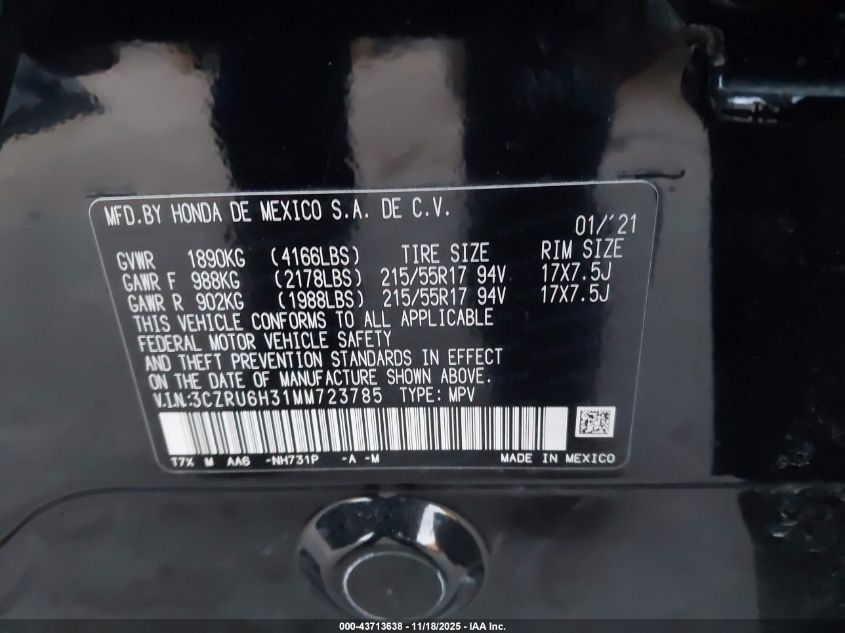 MFD.BY HONDA DE MEXICO S.A. DE C.V.
01/'21
GVWR 1890KG (4166LBS) TIRE SIZE RIM SIZE
GAWR F 988KG (2178LBS) 215/55R17 94V 17X7.5J
GAWR R 902KG (1988LBS) 215/55R17 94V 17X7.5J
THIS VEHICLE CONFORMS TO ALL APPLICABLE
FEDERAL MOTOR VEHICLE SAFETY
AND THEFT PREVENTION STANDARDS IN EFFECT
ON THE DATE OF MANUFACTURE SHOWN ABOVE.
V.I.N:3CZRU6H31MM723785 TYPE: MPV
T7X M AA6 -NH731P -A -M MADE IN MEXICO
000-43713638 - 11/18/2025 - IAA Inc.